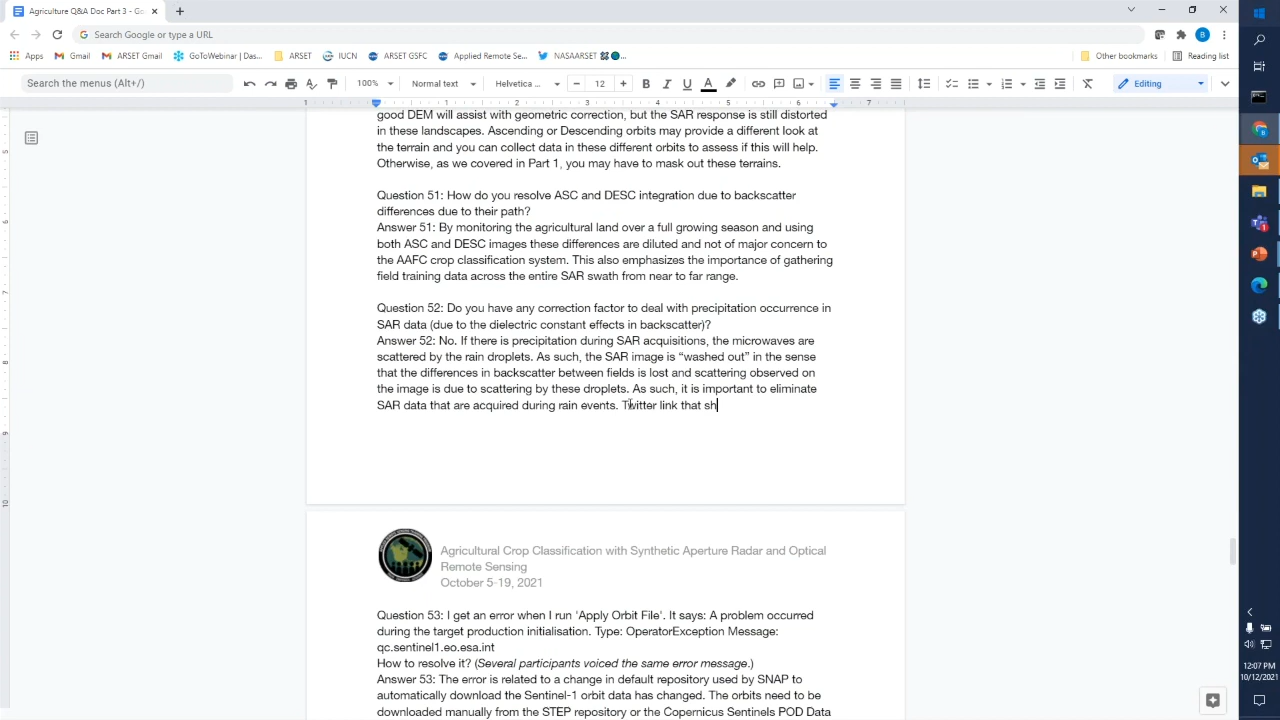 Agriculture Q&A Doc Part 3 - Go
Search Google or type a URL
Apps
Gmail
ARSET Gmail
GoToWebinar | Das...
ARSET
IUCN
ARSET GSFC
Applied Remote Se...
NASAARSET
Other bookmarks
Reading list
Search the menus (Alt+/)
100%
Normal text
Helvetica ...
12
Editing
good DEM will assist with geometric correction, but the SAR response is still distorted
in these landscapes. Ascending or Descending orbits may provide a different look at
the terrain and you can collect data in these different orbits to assess if this will help.
Otherwise, as we covered in Part 1, you may have to mask out these terrains.
Question 51: How do you resolve ASC and DESC integration due to backscatter
differences due to their path?
Answer 51: By monitoring the agricultural land over a full growing season and using
both ASC and DESC images these differences are diluted and not of major concern to
the AAFC crop classification system. This also emphasizes the importance of gathering
field training data across the entire SAR swath from near to far range.
Question 52: Do you have any correction factor to deal with precipitation occurrence in
SAR data (due to the dielectric constant effects in backscatter)?
Answer 52: No. If there is precipitation during SAR acquisitions, the microwaves are
scattered by the rain droplets. As such, the SAR image is “washed out” in the sense
that the differences in backscatter between fields is lost and scattering observed on
the image is due to scattering by these droplets. As such, it is important to eliminate
SAR data that are acquired during rain events. Twitter link that sh
Agricultural Crop Classification with Synthetic Aperture Radar and Optical
Remote Sensing
October 5-19, 2021
Question 53: I get an error when I run 'Apply Orbit File'. It says: A problem occurred
during the target production initialisation. Type: OperatorException Message:
qc.sentinel1.eo.esa.int
How to resolve it? (Several participants voiced the same error message.)
Answer 53: The error is related to a change in default repository used by SNAP to
automatically download the Sentinel-1 orbit data has changed. The orbits need to be
downloaded manually from the STEP repository or the Copernicus Sentinels POD Data
12:07 PM
10/12/2021